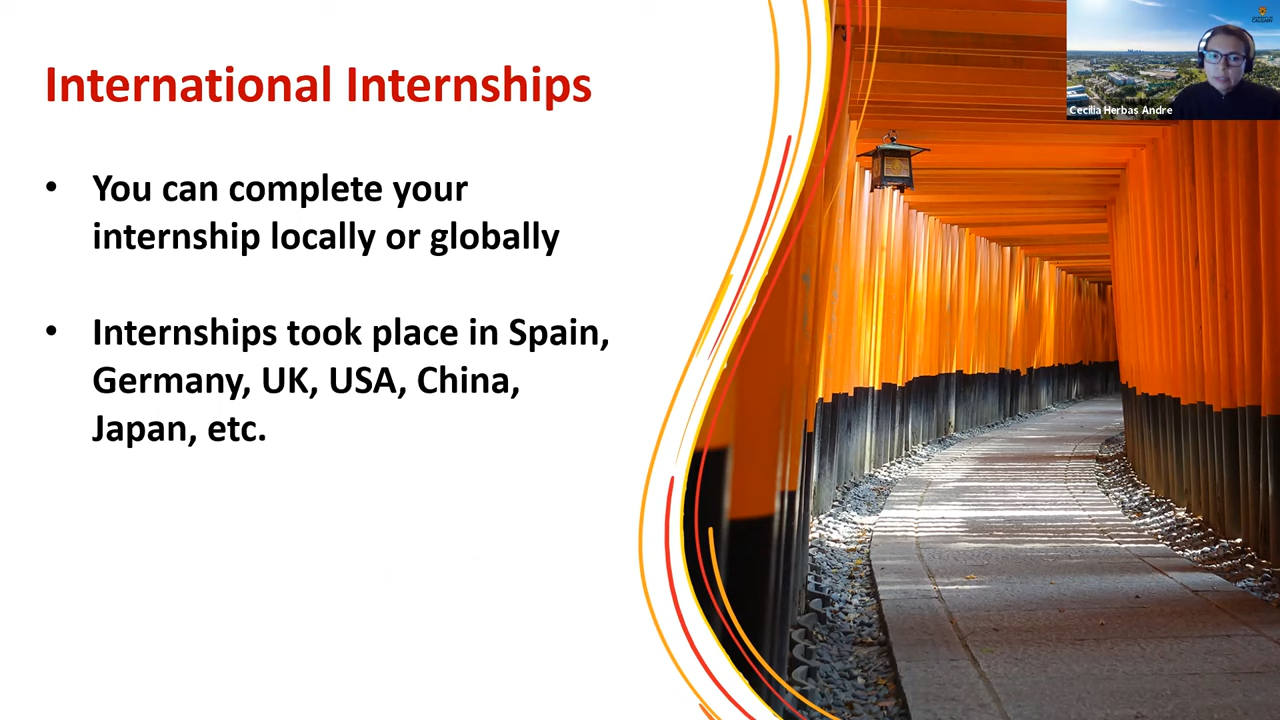 International Internships
• You can complete your
internship locally or globally
• Internships took place in Spain,
Germany, UK, USA, China,
Japan, etc.
Cecilia Herbas Andre
CALGARY